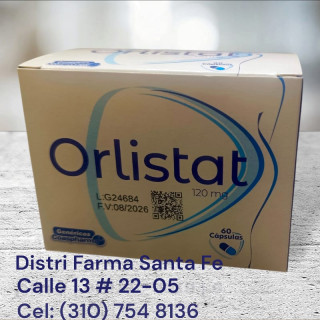 Orlistat
120 mg
L:G24684
F.V:08/2026
Genéricos
60
Cápsulas
Distri Farma Santa Fe
Calle 13 # 22-05
Cel: (310) 754 8136